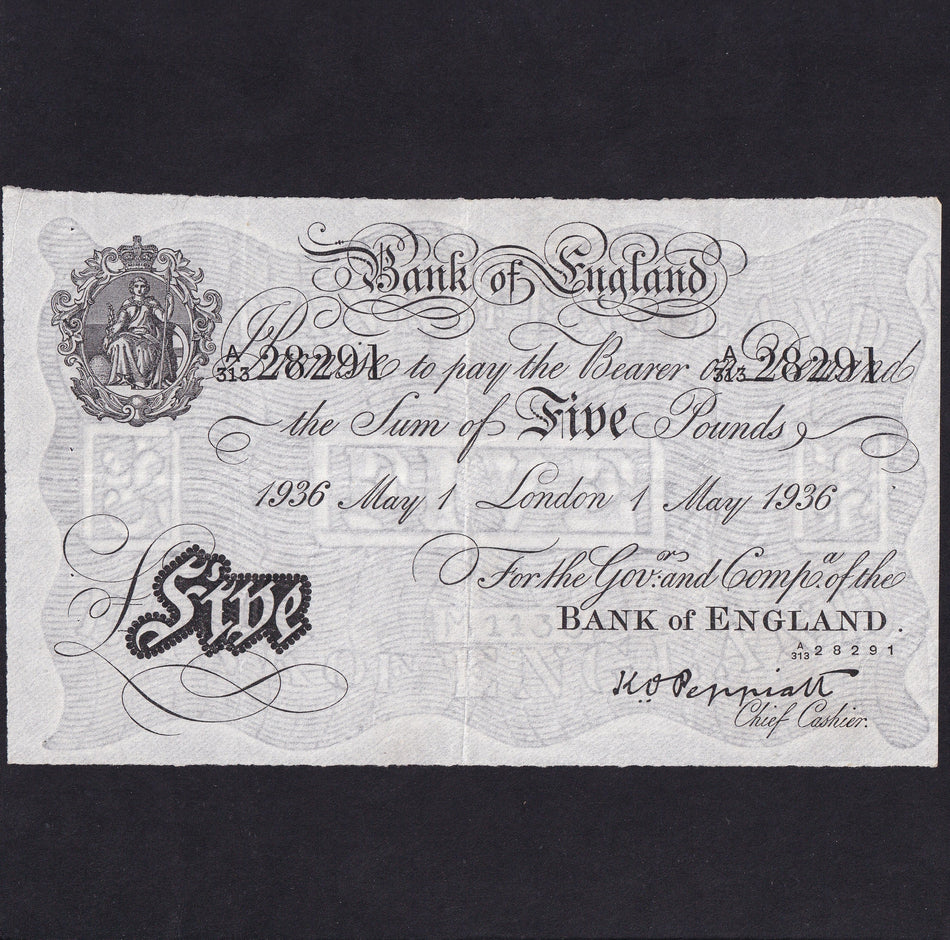 Bank of England
A/313 28291 Promise to pay the Bearer on Demand A/313 28291
the Sum of Five Pounds
1936 May 1 London 1 May 1936
For the Govr. and Compa. of the
BANK of ENGLAND.
A/313 28291
£Five
K O Peppiatt
Chief Cashier.